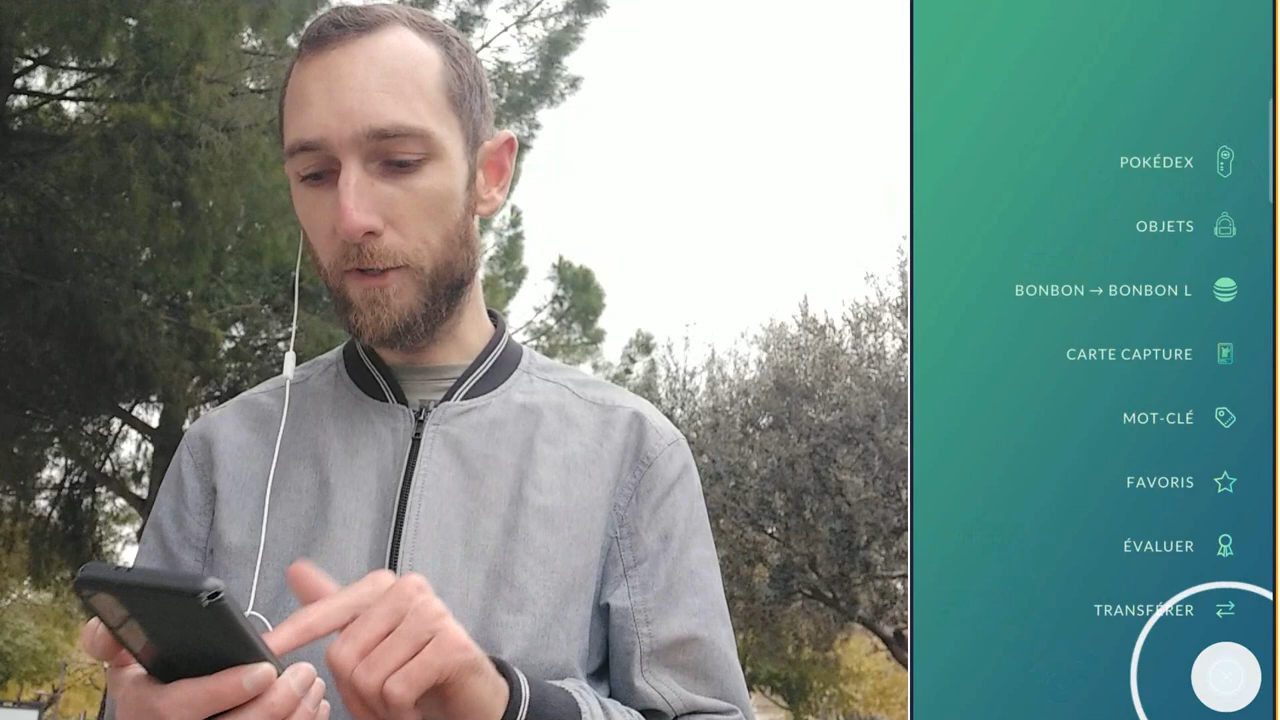 POKÉDEX
OBJETS
BONBON → BONBON L
CARTE CAPTURE
MOT-CLÉ
FAVORIS
ÉVALUER
TRANSFÉRER